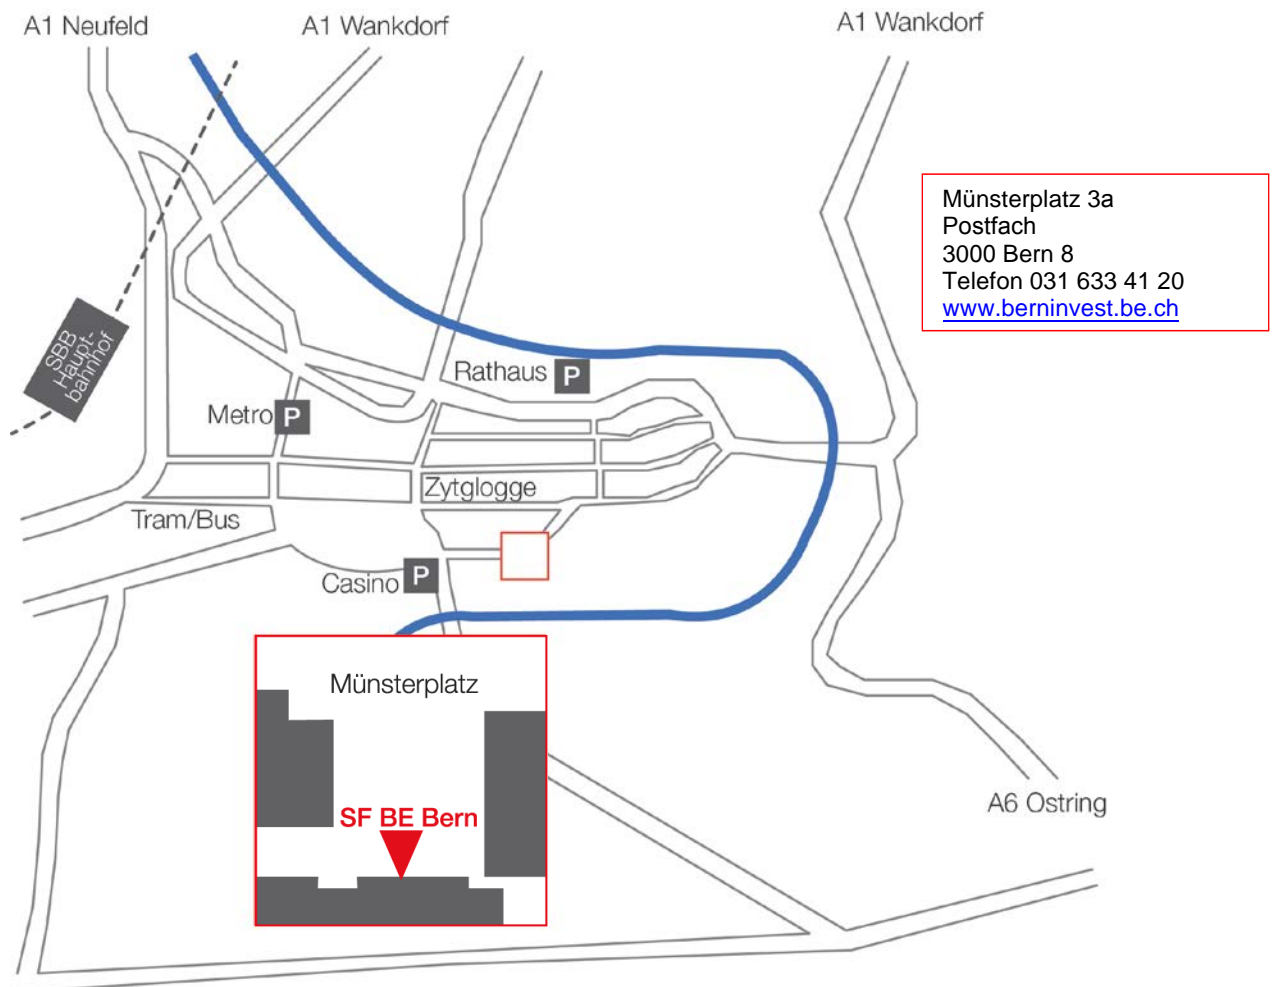 A1 Neufeld
A1 Wankdorf
A1 Wankdorf
Münsterplatz 3a
Postfach
3000 Bern 8
Telefon 031 633 41 20
www.berninvest.be.ch
SBB
Haupt-
bahnhof
Rathaus P
Metro P
Zytglogge
Tram/Bus
Casino P
Münsterplatz
SF BE Bern
A6 Ostring